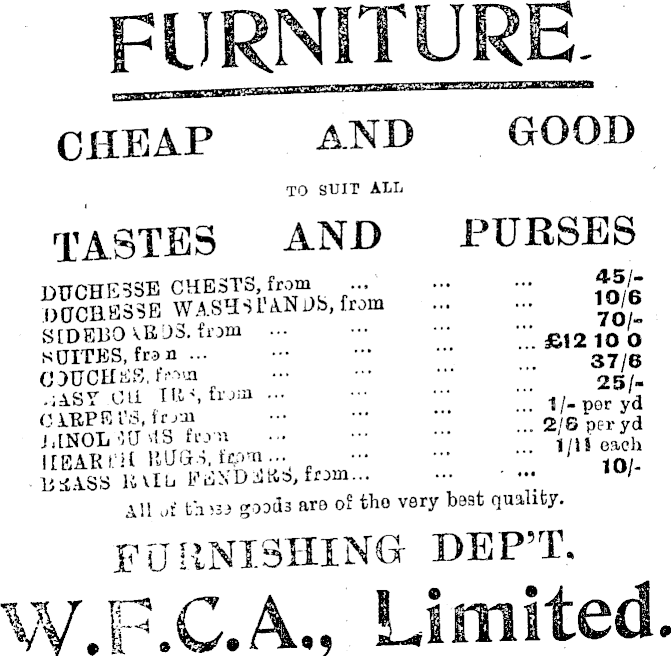 FURNITURE.
CHEAP AND GOOD
TO SUIT ALL
TASTES AND PURSES
DUCHESSE CHESTS, from ... ... ... 45/-
DUCHESSE WASHSTANDS, from ... ... 10/6
SIDEBOARDS, from ... ... ... ... 70/-
SUITES, from ... ... ... ... ... £12 10 0
COUCHES, from ... ... ... ... 37/6
EASY CHAIRS, from ... ... ... ... 25/-
CARPETS, from ... ... ... ... 1/- per yd
LINOLEUMS from ... ... ... ... 2/6 per yd
HEARTH RUGS, from ... ... ... ... 1/11 each
BRASS RAIL FENDERS, from... ... ... 10/-
All of these goods are of the very best quality.
FURNISHING DEP'T.
W.F.C.A., Limited.